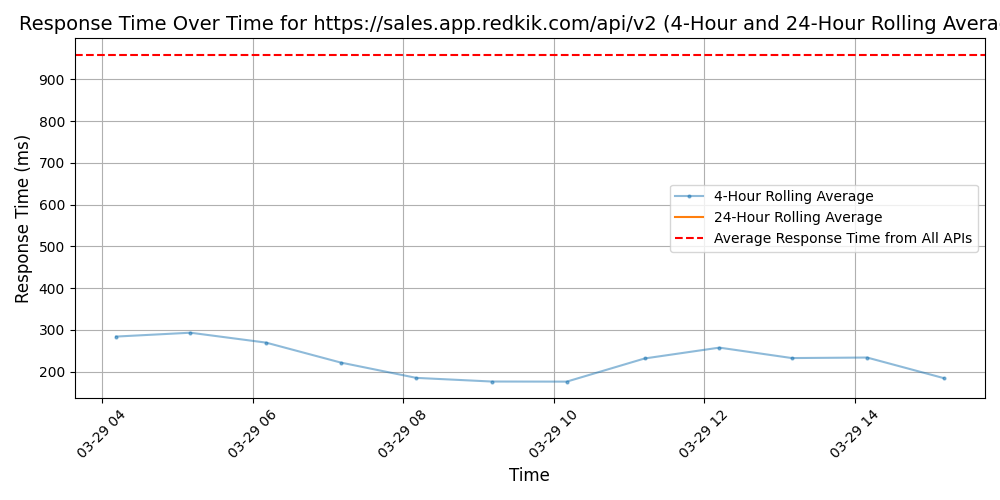 Response Time Over Time for https://sales.app.redkik.com/api/v2 (4-Hour and 24-Hour Rolling Avera
900
800
700
600
500
400
300
200
Response Time (ms)
4-Hour Rolling Average
24-Hour Rolling Average
Average Response Time from All APIs
03-29 04
03-29 06
03-29 08
03-29 10
03-29 12
03-29 14
Time